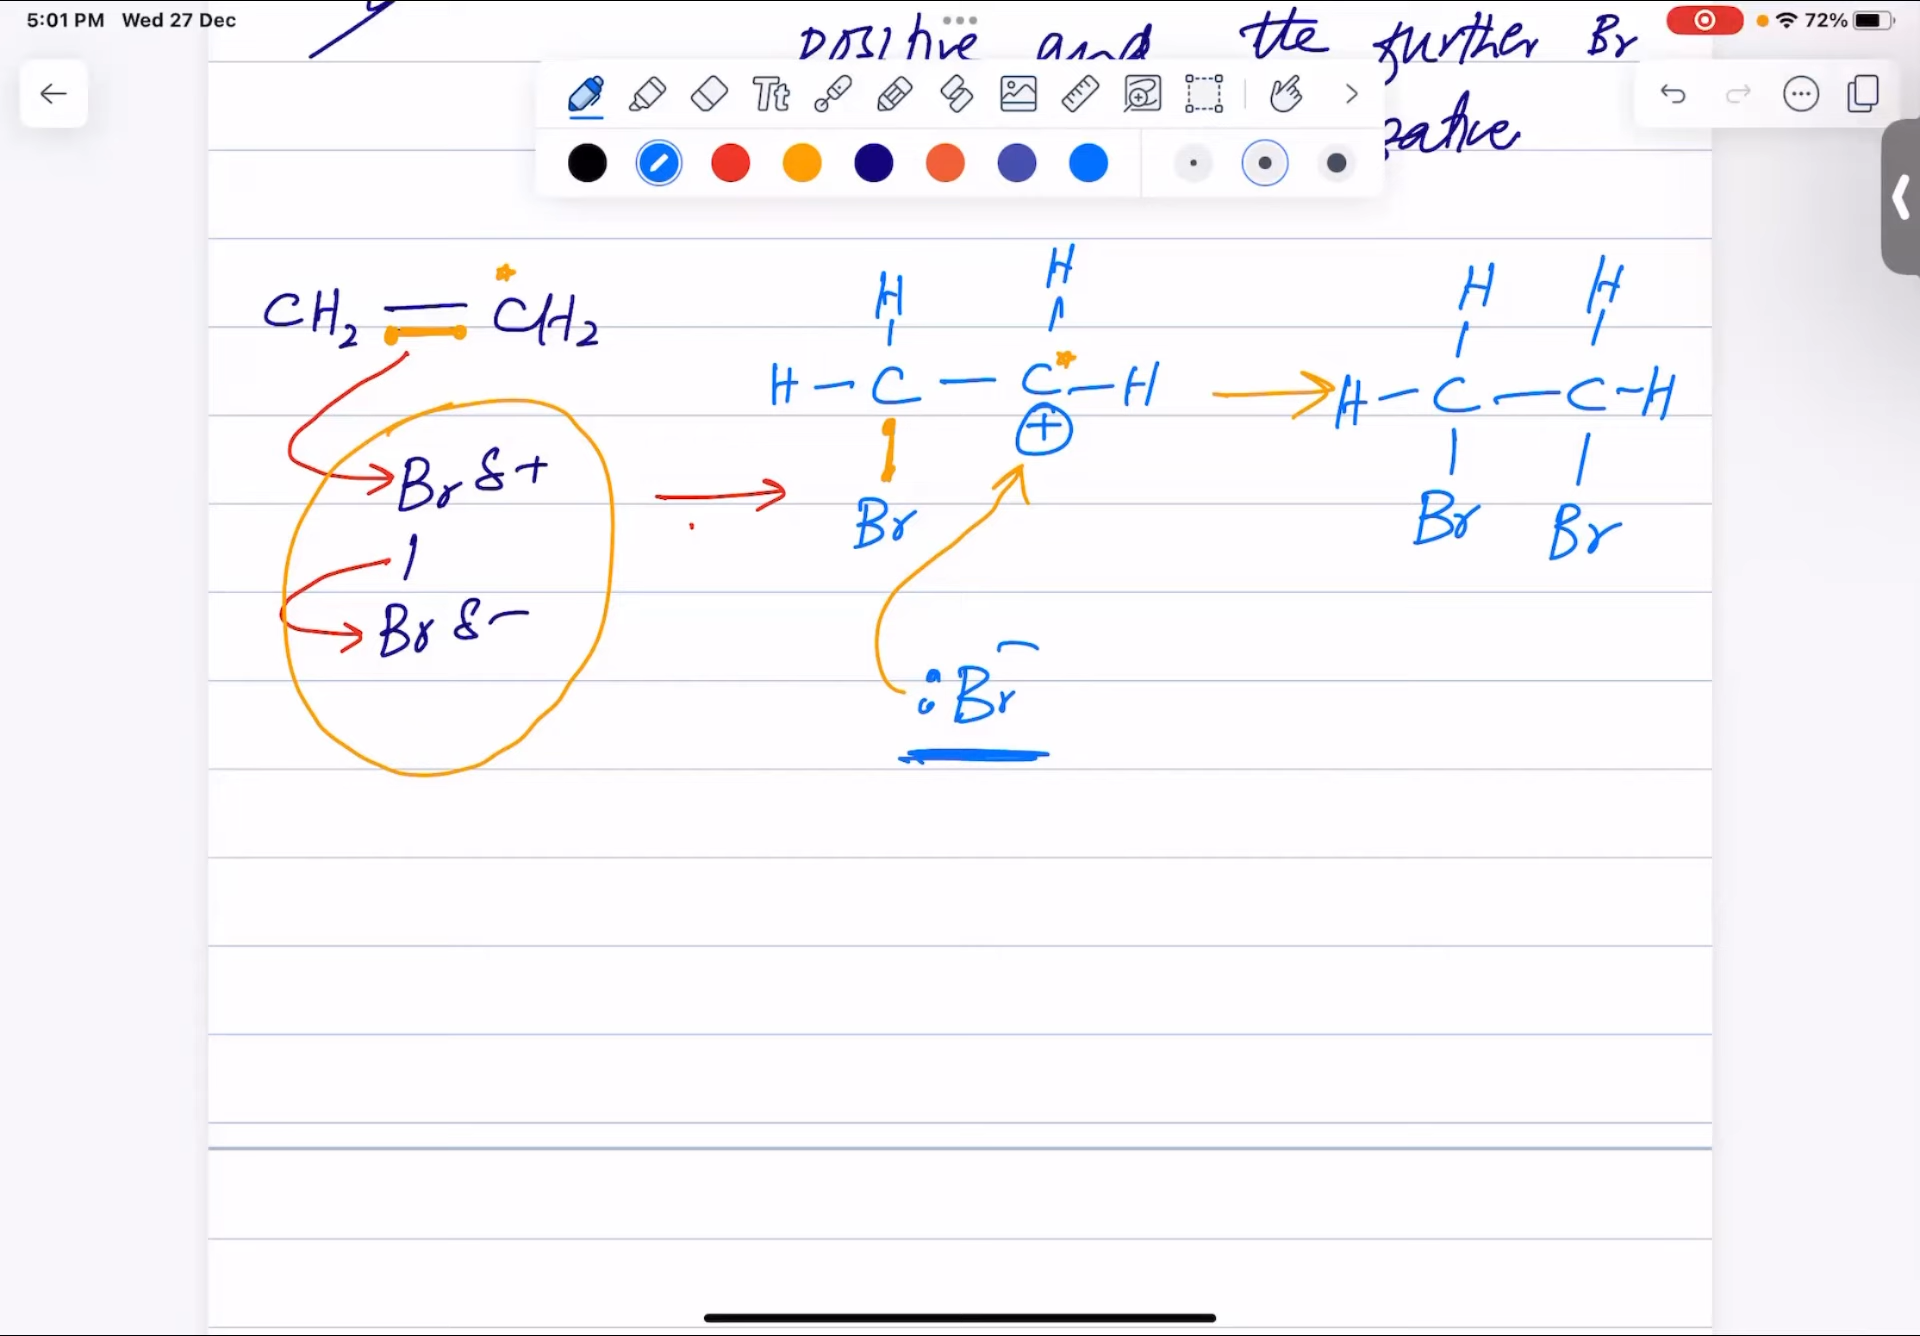 5:01 PM Wed 27 Dec
72%
positive and the further Br
Tt
H H H H
CH₂ = CH₂
H – C – C – H → H – C – C – H
+
Br δ+
Br Br Br
Br δ−
:Br −